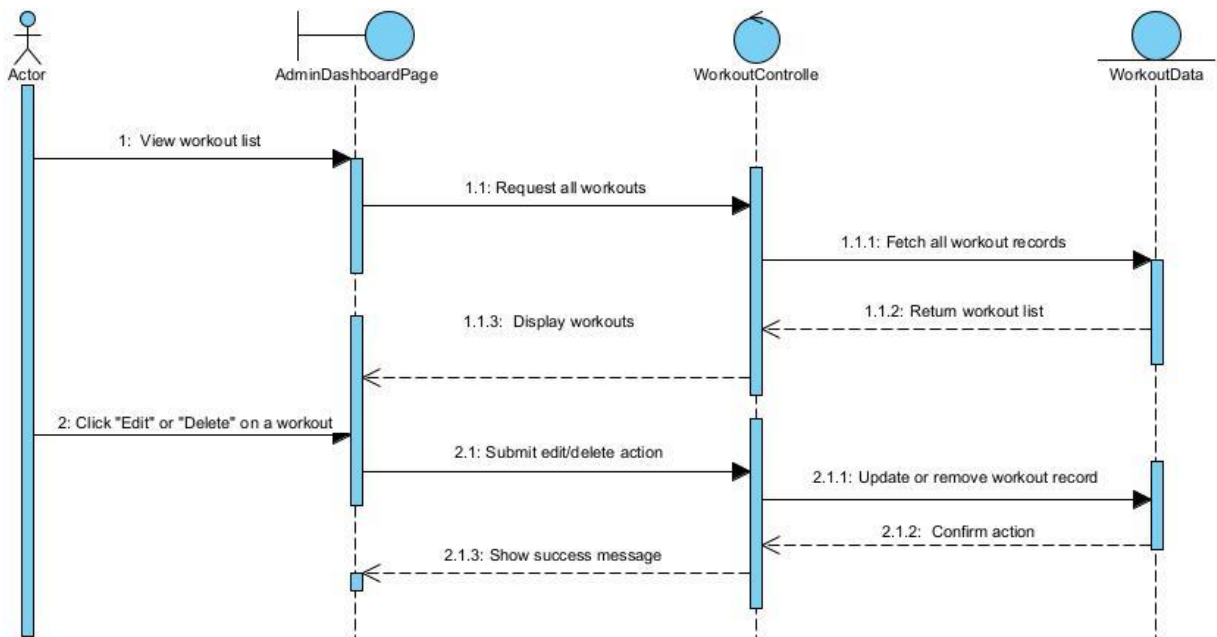 Actor
AdminDashboardPage
WorkoutControlle
WorkoutData
1: View workout list
1.1: Request all workouts
1.1.1: Fetch all workout records
1.1.2: Return workout list
1.1.3: Display workouts
2: Click "Edit" or "Delete" on a workout
2.1: Submit edit/delete action
2.1.1: Update or remove workout record
2.1.2: Confirm action
2.1.3: Show success message